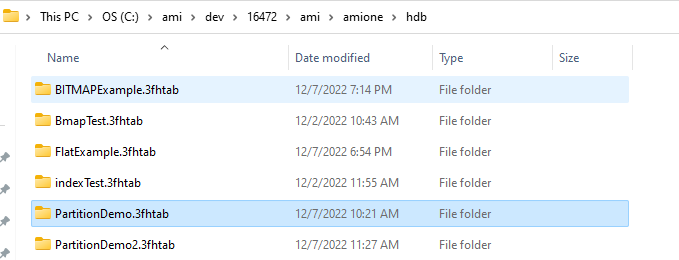 This PC > OS (C:) > ami > dev > 16472 > ami > amione > hdb
Name Date modified Type Size
BITMAPExample.3fhtab 12/7/2022 7:14 PM File folder
BmapTest.3fhtab 12/2/2022 10:43 AM File folder
FlatExample.3fhtab 12/7/2022 6:54 PM File folder
indexTest.3fhtab 12/2/2022 11:55 AM File folder
PartitionDemo.3fhtab 12/7/2022 10:21 AM File folder
PartitionDemo2.3fhtab 12/7/2022 11:27 AM File folder